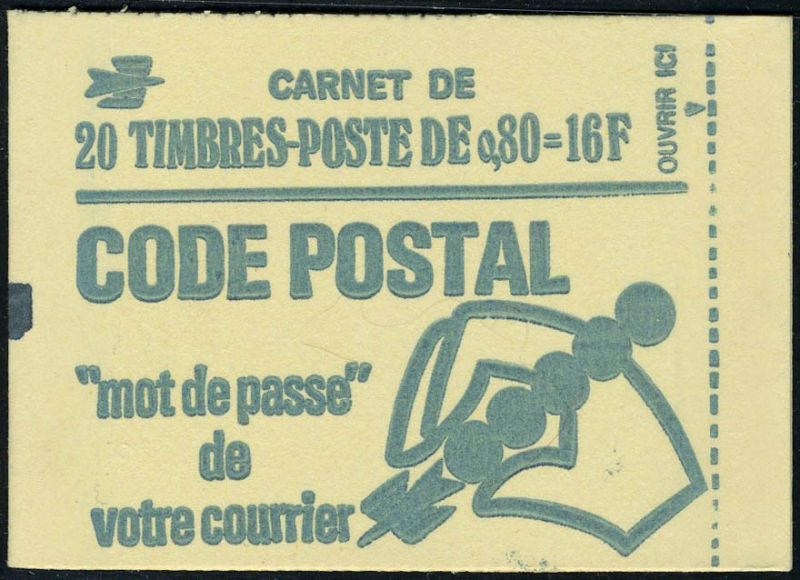 CARNET DE
20 TIMBRES-POSTE DE 0,80=16F
OUVRIR ICI
CODE POSTAL
"mot de passe"
de
votre courrier